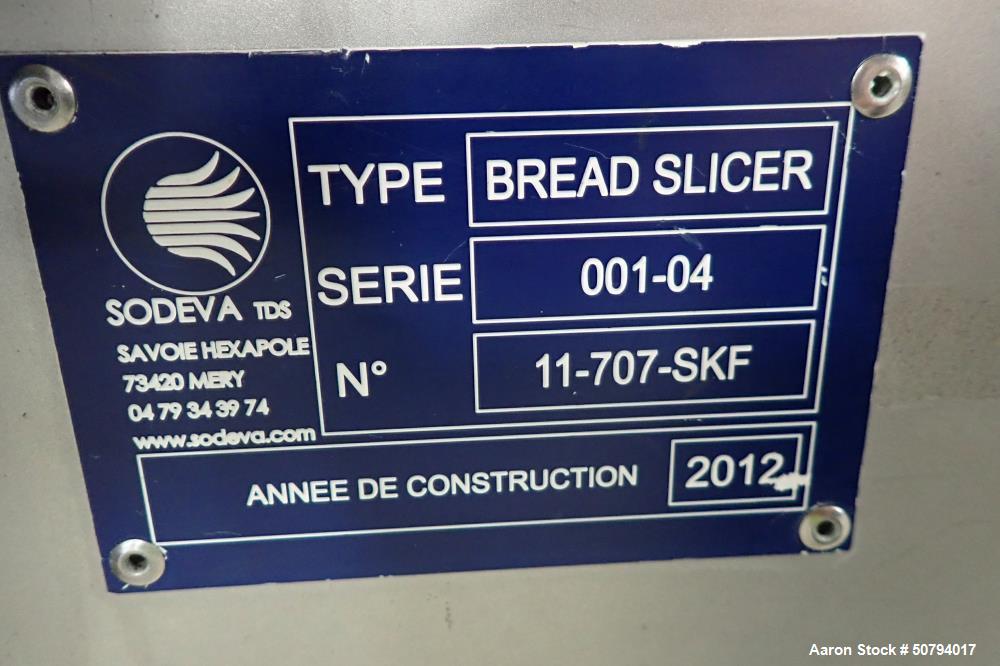 TYPE BREAD SLICER
SERIE 001-04
N° 11-707-SKF
SODEVA TDS
SAVOIE HEXAPOLE
73420 MERY
04 79 34 39 74
www.sodeva.com
ANNEE DE CONSTRUCTION 2012
Aaron Stock # 50794017